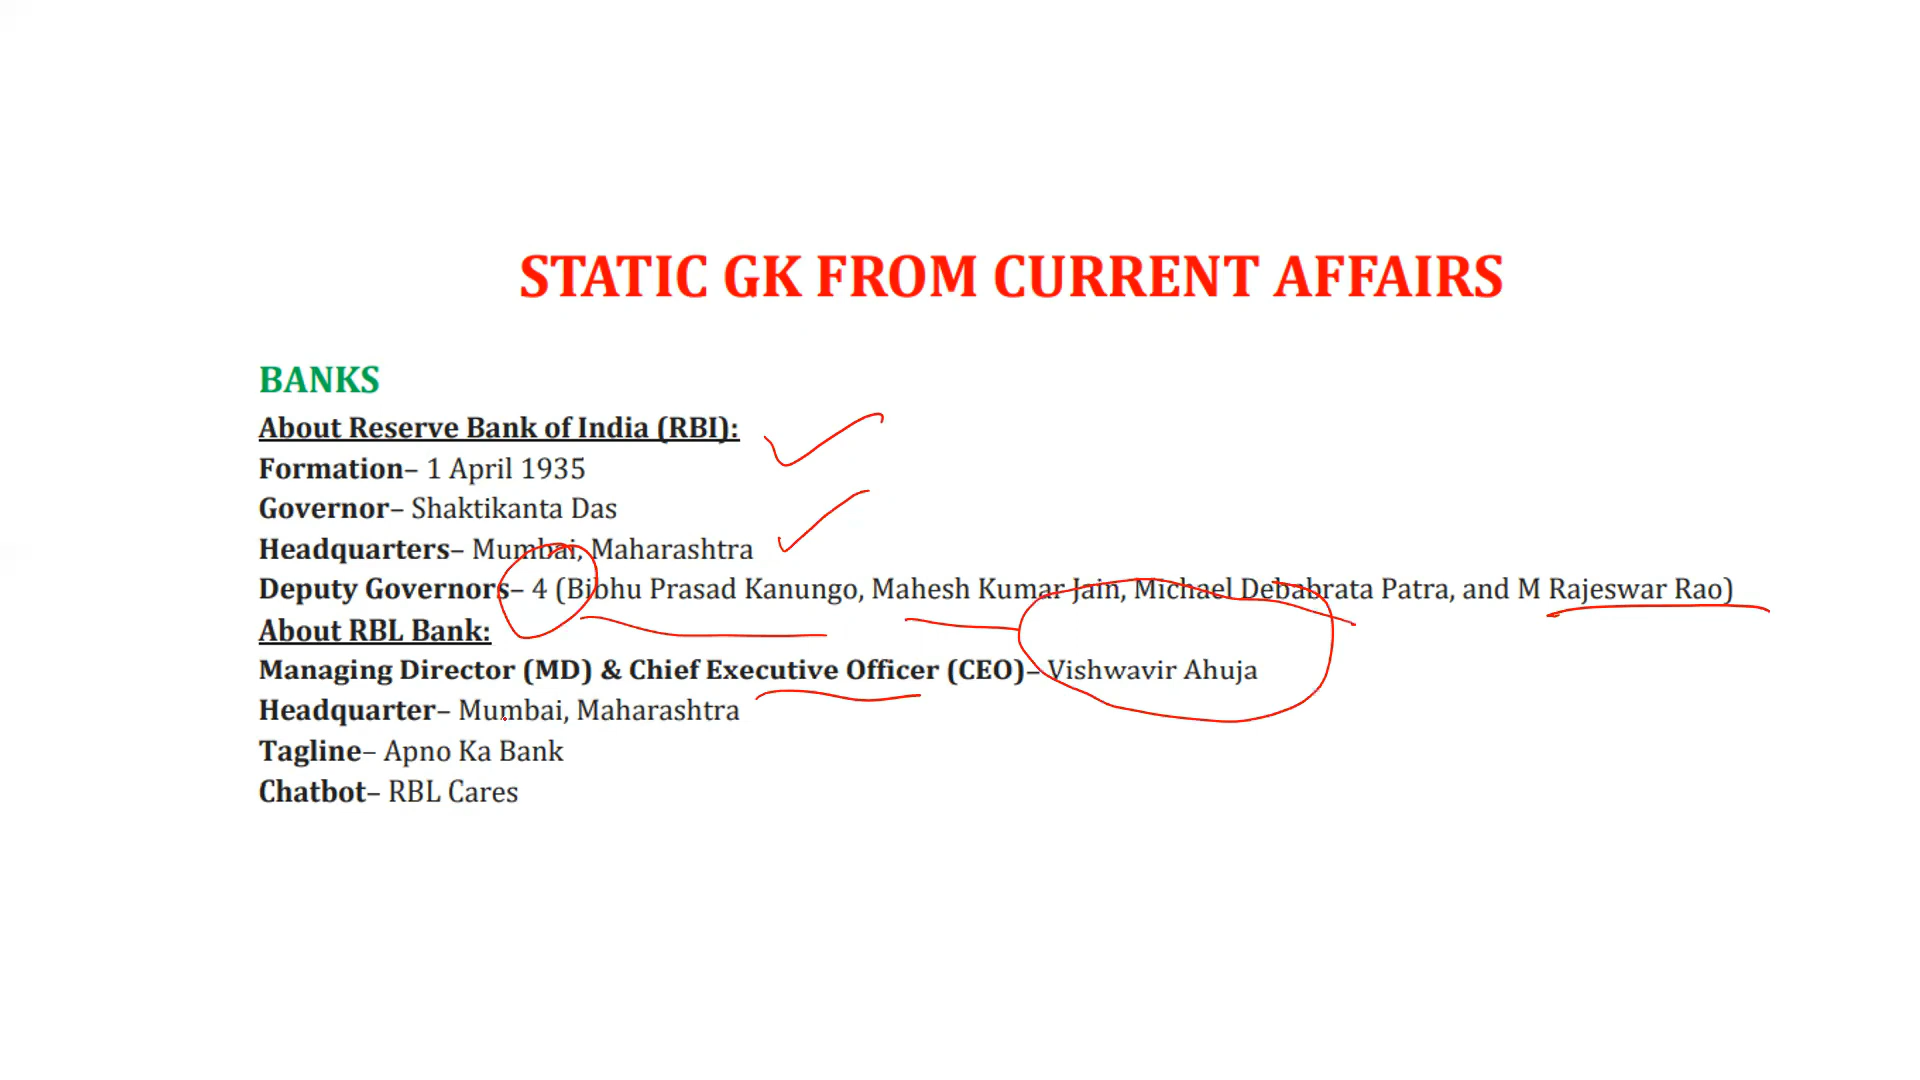 STATIC GK FROM CURRENT AFFAIRS
BANKS
About Reserve Bank of India (RBI):
Formation– 1 April 1935
Governor– Shaktikanta Das
Headquarters– Mumbai, Maharashtra
Deputy Governors– 4 (Bibhu Prasad Kanungo, Mahesh Kumar Jain, Michael Debabrata Patra, and M Rajeswar Rao)
About RBL Bank:
Managing Director (MD) & Chief Executive Officer (CEO)– Vishwavir Ahuja
Headquarter– Mumbai, Maharashtra
Tagline– Apno Ka Bank
Chatbot– RBL Cares